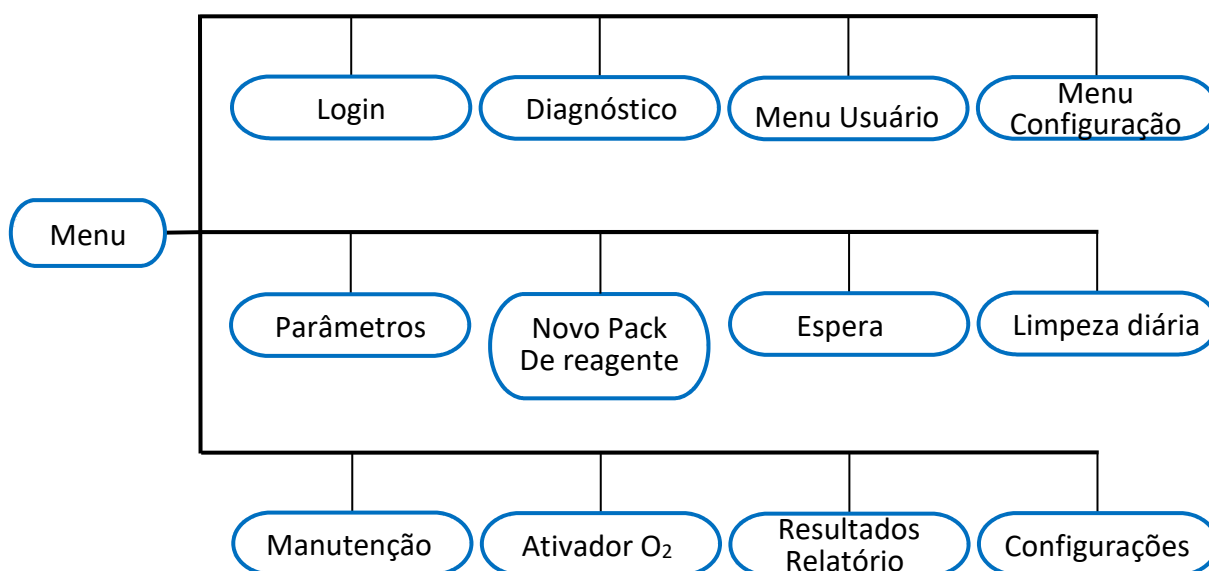 Login
Diagnóstico
Menu Usuário
Menu
Configuração
Menu
Parâmetros
Novo Pack
De reagente
Espera
Limpeza diária
Manutenção
Ativador O₂
Resultados
Relatório
Configurações